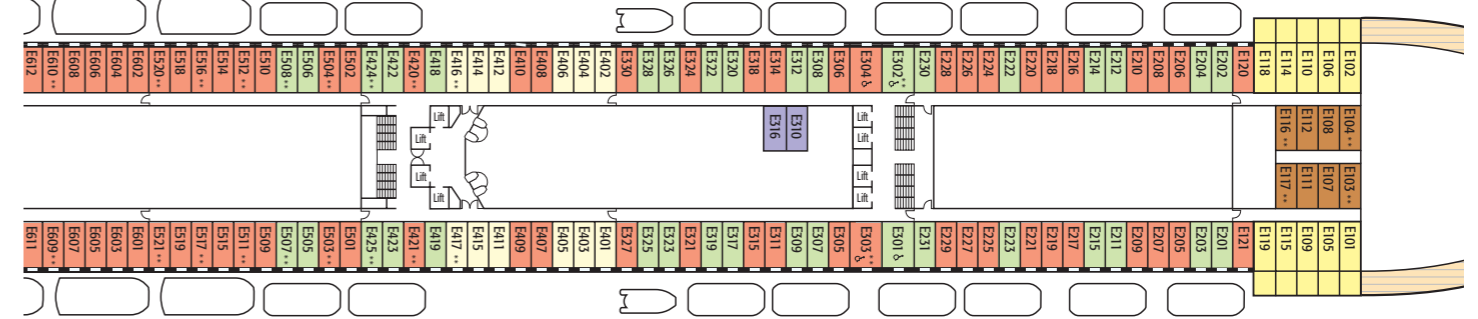 E612 E610 ** E608 E606 E604 E602 E520 ** E518 E516 ** E514 E512 ** E510 E508 ** E506 E504 ** E502 E424 ** E422 E420 ** E418 E416 ** E414 E412 E410 E408 E406 E404 E402 E330 E328 E326 E324 E322 E320 E318 E314 E312 E308 E306 E304 E302 ** E230 E228 E226 E224 E222 E220 E218 E216 E214 E212 E210 E208 E206 E204 E202 E120 E118 E114 E110 E106 E102
Lift Lift E316 E310 Lift Lift E116 ** E112 E108 E104 **
Lift Lift Lift Lift E117 ** E111 E107 E103 **
E611 E609 ** E607 E605 E603 E601 E521 ** E519 E517 ** E515 E511 ** E509 E507 ** E505 E503 ** E501 E425 ** E423 E421 ** E419 E417 ** E415 E411 E409 E407 E405 E403 E401 E327 E325 E323 E321 E319 E317 E315 E311 E309 E307 E305 E303 ** E301 E231 E229 E227 E225 E223 E221 E219 E217 E215 E211 E209 E207 E205 E203 E201 E121 E119 E115 E109 E105 E101